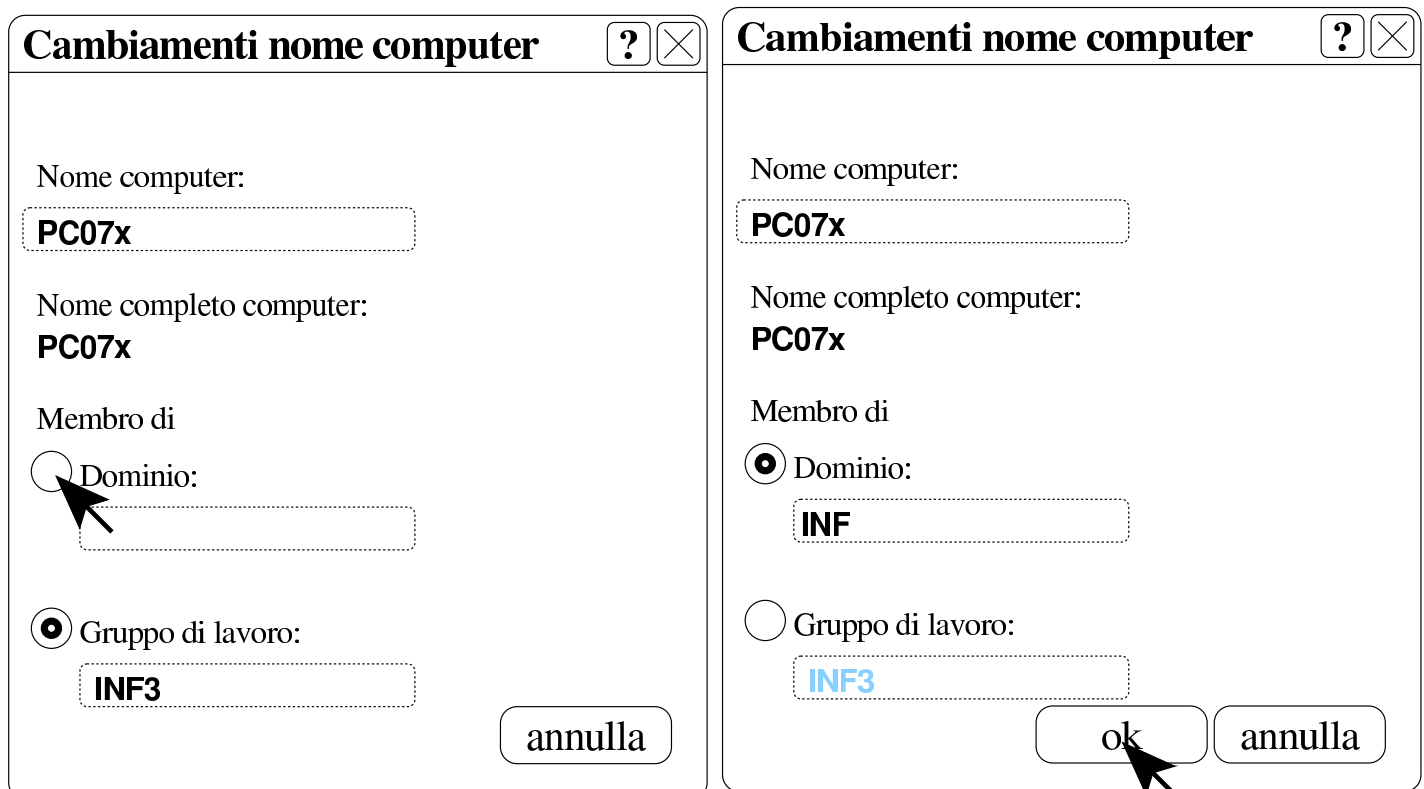 Cambiamenti nome computer ?
Nome computer:
PC07x
Nome completo computer:
PC07x
Membro di
Dominio:
Gruppo di lavoro:
INF3
annulla
Cambiamenti nome computer ?
Nome computer:
PC07x
Nome completo computer:
PC07x
Membro di
Dominio:
INF
Gruppo di lavoro:
INF3
ok annulla